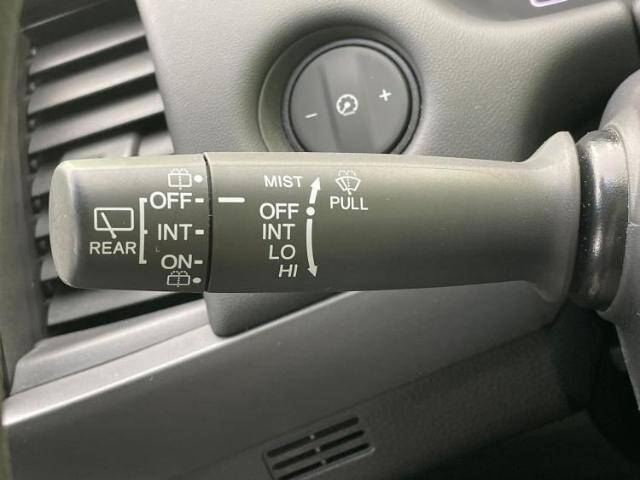 - +
OFF
INT
ON
REAR
MIST
OFF
INT
LO
HI
PULL